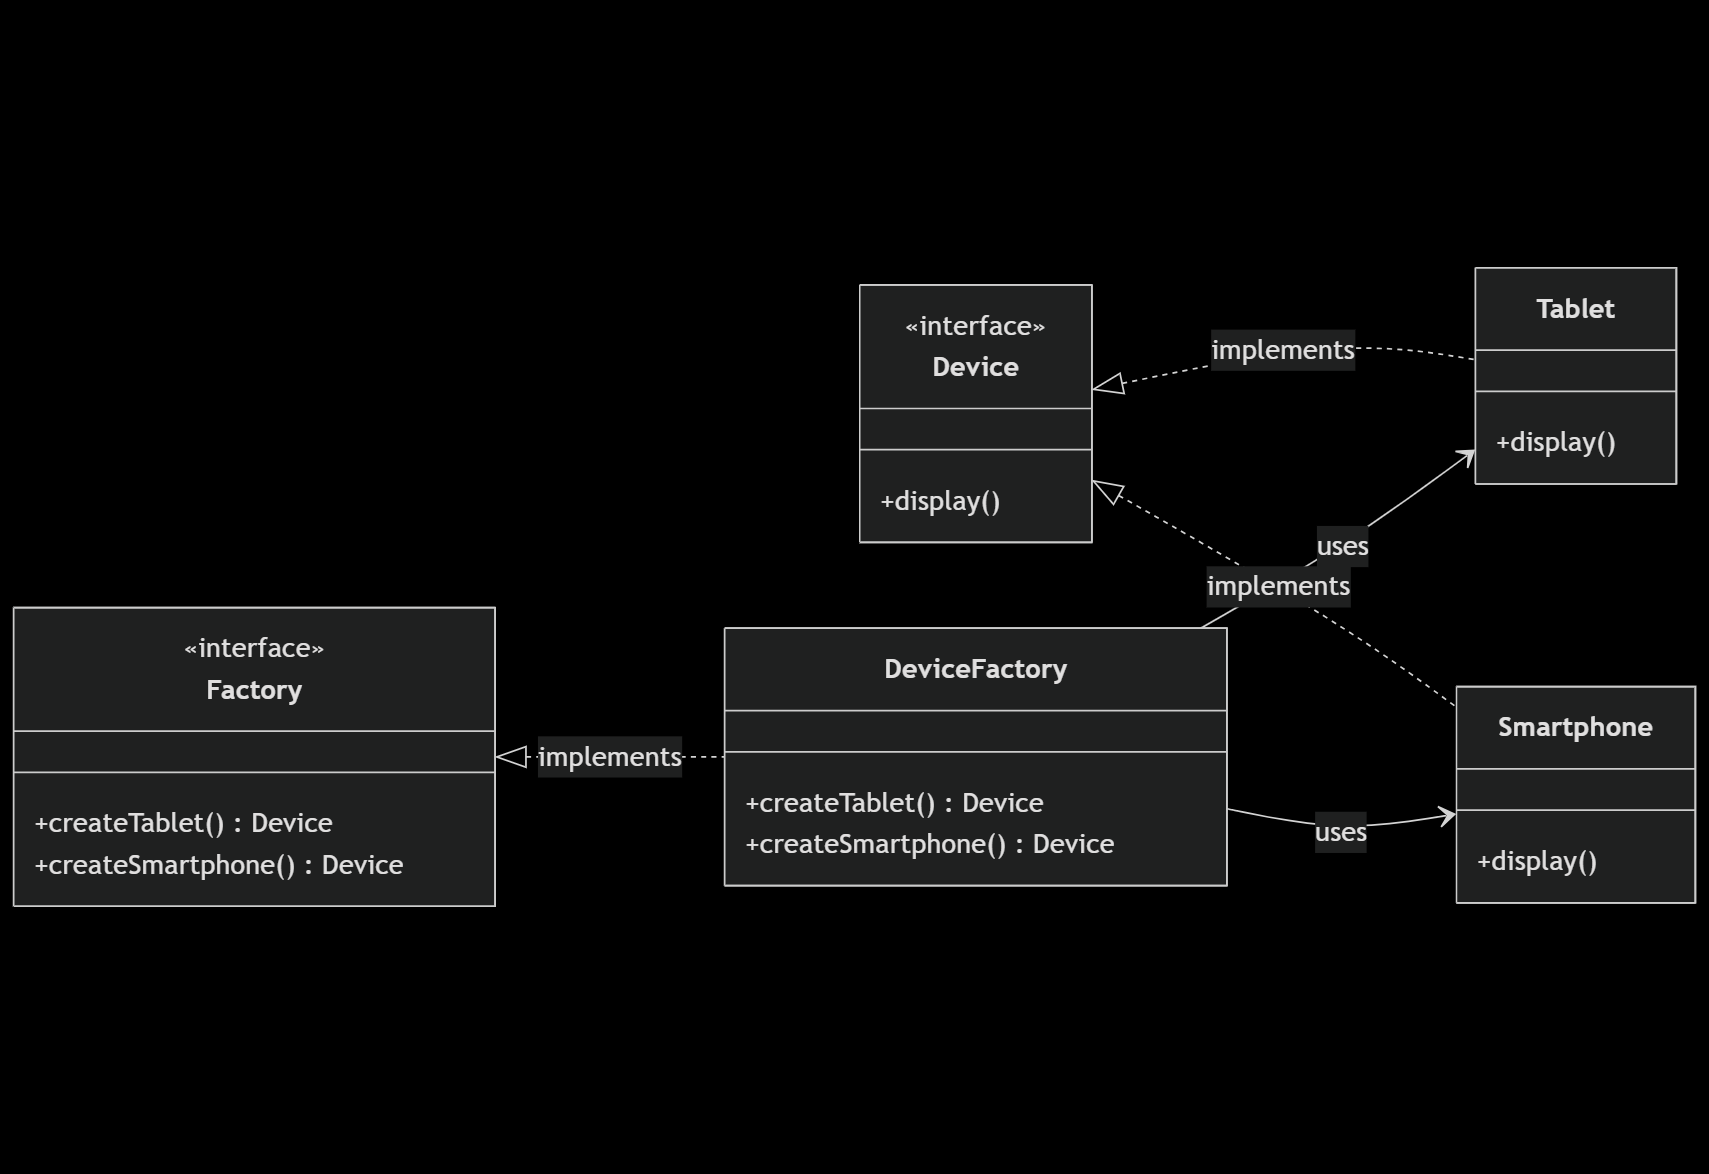 «interface»
Device
+display()
Tablet
+display()
implements
uses
implements
«interface»
Factory
+createTablet() : Device
+createSmartphone() : Device
implements
DeviceFactory
+createTablet() : Device
+createSmartphone() : Device
uses
Smartphone
+display()